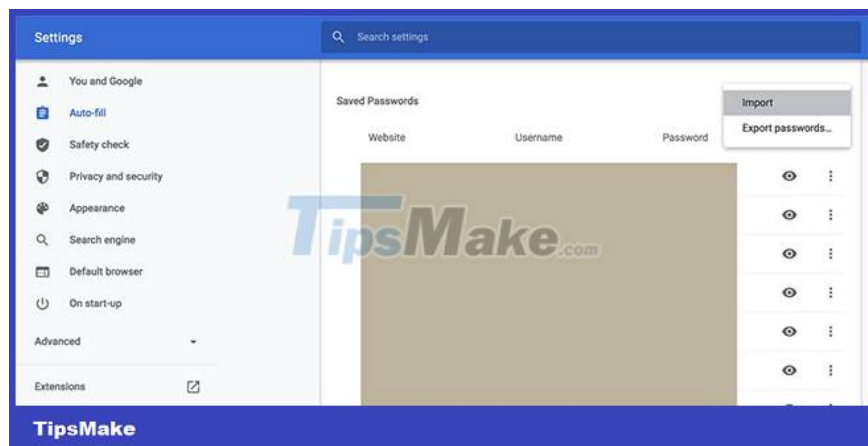 Settings
Search settings
You and Google
Auto-fill
Safety check
Privacy and security
Appearance
Search engine
Default browser
On start-up
Advanced
Extensions
Saved Passwords
Import
Export passwords...
Website Username Password
TipsMake.com
TipsMake